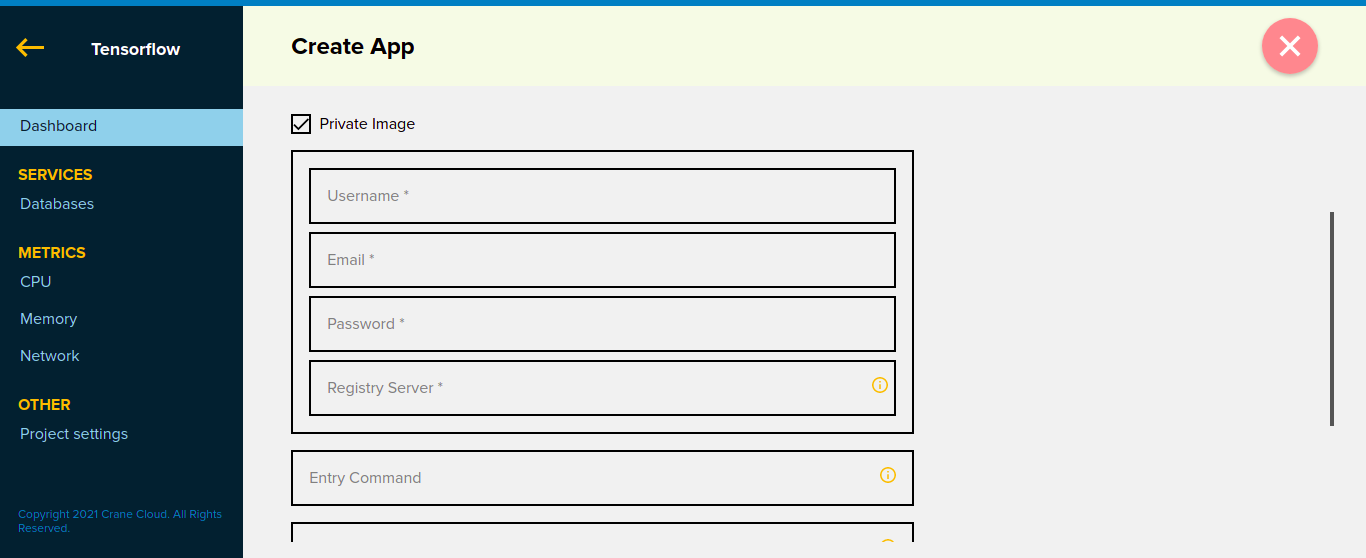 Tensorflow
Create App
Dashboard
SERVICES
Databases
METRICS
CPU
Memory
Network
OTHER
Project settings
Copyright 2021 Crane Cloud. All Rights
Reserved.
Private Image
Username *
Email *
Password *
Registry Server *
Entry Command